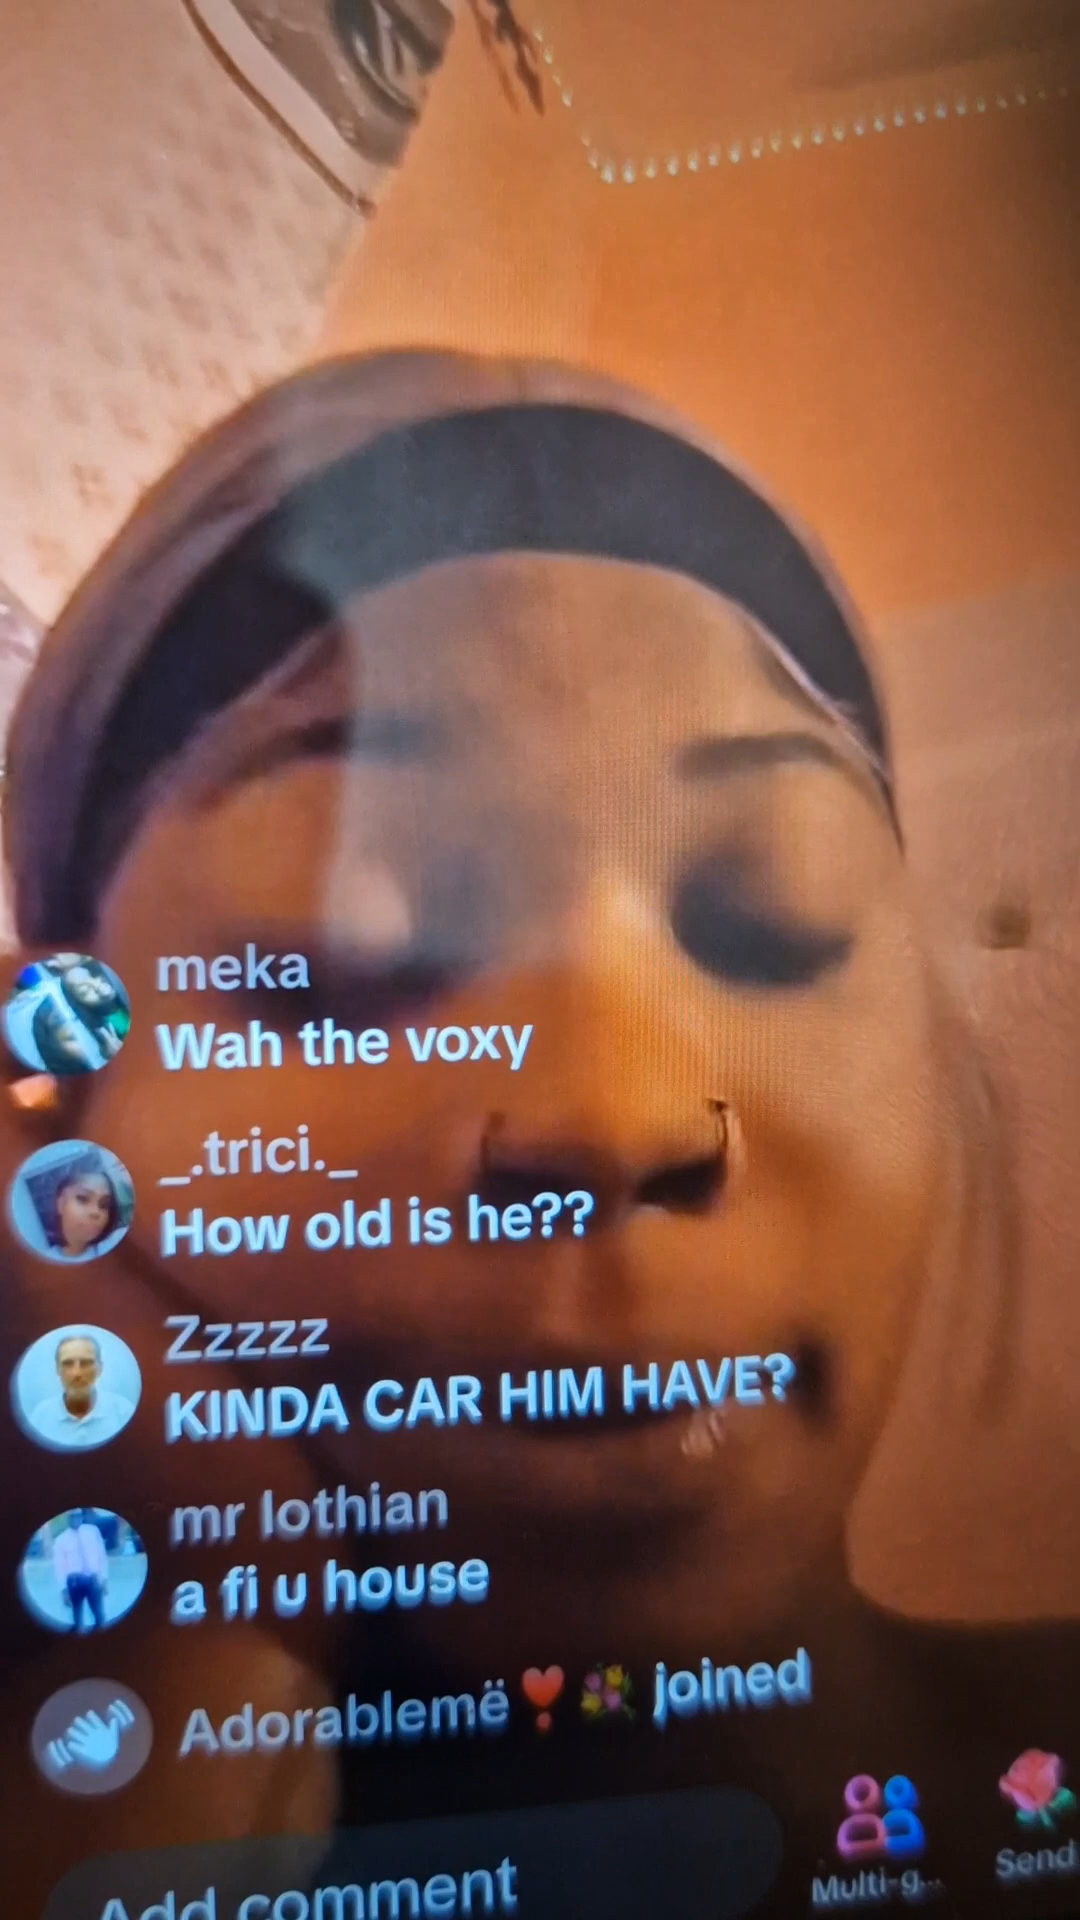 meka
Wah the voxy
_.trici._
How old is he??
Zzzzz
KINDA CAR HIM HAVE?
mr lothian
a fi u house
Adorablemë❣️💐 joined
Add comment
Multi-g...
Send